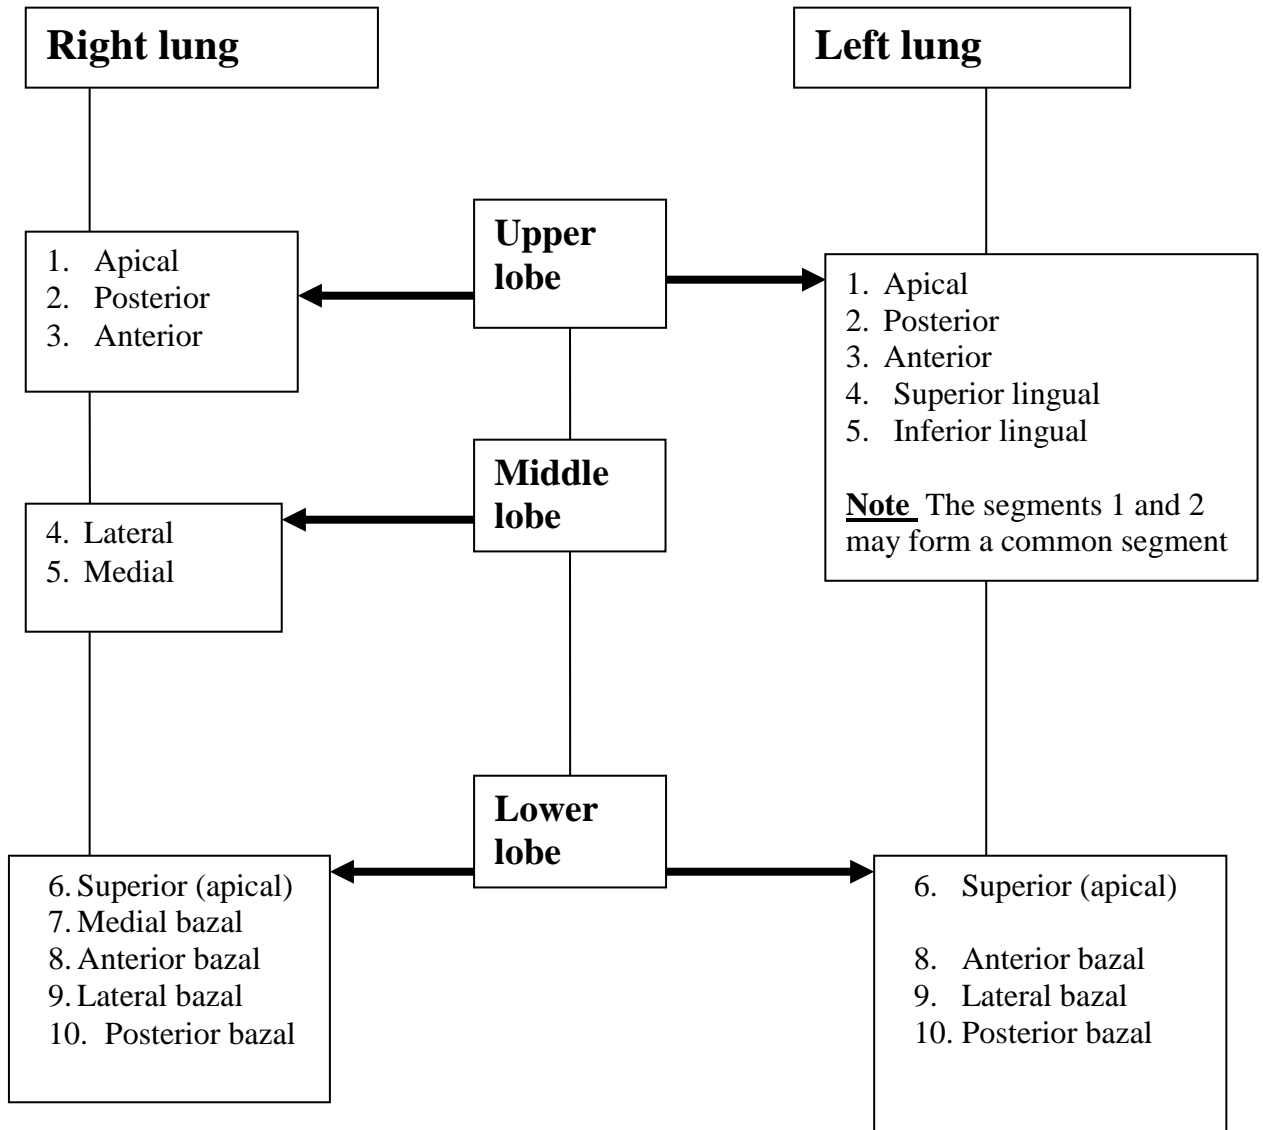 Right lung
Left lung
Upper
lobe
1. Apical
2. Posterior
3. Anterior
1. Apical
2. Posterior
3. Anterior
4. Superior lingual
5. Inferior lingual
Note The segments 1 and 2
may form a common segment
Middle
lobe
4. Lateral
5. Medial
Lower
lobe
6. Superior (apical)
7. Medial bazal
8. Anterior bazal
9. Lateral bazal
10. Posterior bazal
6. Superior (apical)
8. Anterior bazal
9. Lateral bazal
10. Posterior bazal